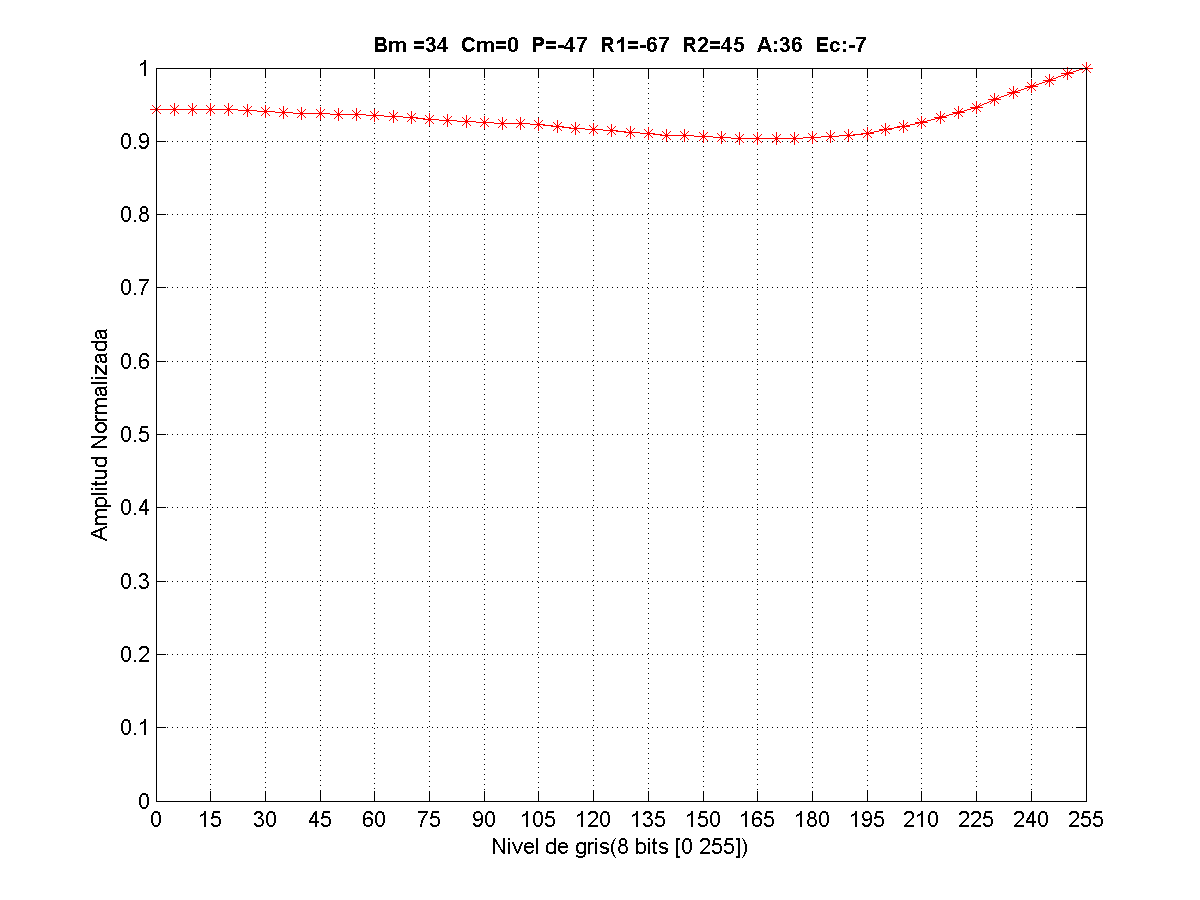 Bm =34 Cm=0 P=-47 R1=-67 R2=45 A:36 Ec:-7
1
0.9
0.8
0.7
0.6
0.5
0.4
0.3
0.2
0.1
0
Amplitud Normalizada
0 15 30 45 60 75 90 105 120 135 150 165 180 195 210 225 240 255
Nivel de gris(8 bits [0 255])